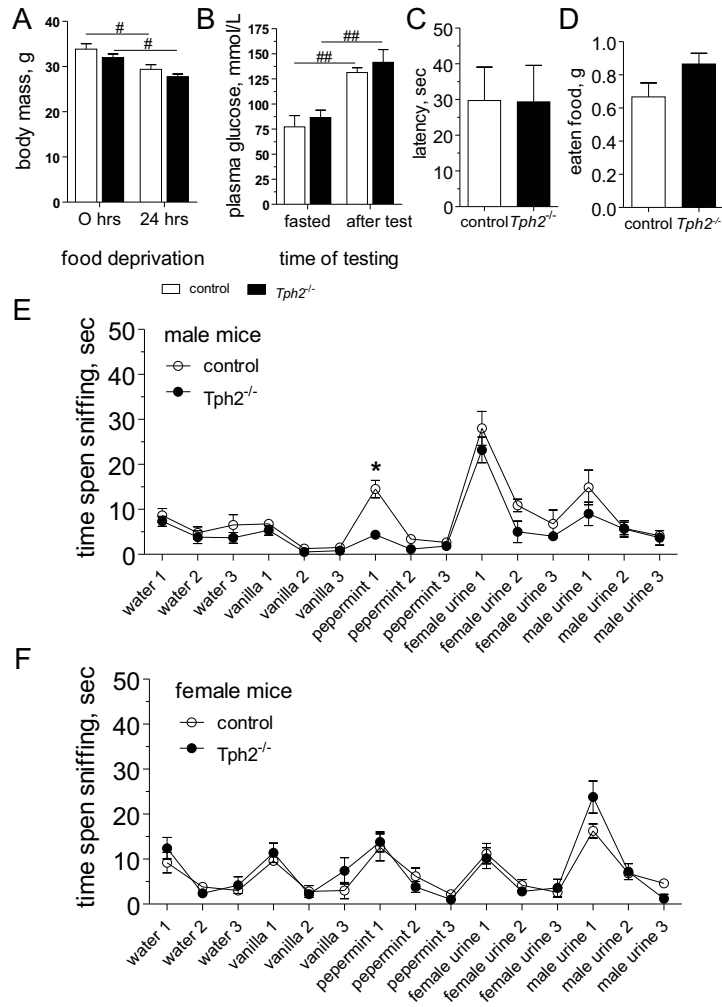 A
body mass, g
40
30
20
10
0
#
#
O hrs 24 hrs
food deprivation
B
plasma glucose, mmol/L
175
150
125
100
75
50
25
0
##
##
fasted after test
time of testing
C
latency, sec
50
40
30
20
10
0
control Tph2-/-
D
eaten food, g
1.0
0.8
0.6
0.4
0.2
0.0
control Tph2-/-
control Tph2-/-
E
time spen sniffing, sec
50
40
30
20
10
0
male mice
control
Tph2-/-
*
water 1
water 2
water 3
vanilla 1
vanilla 2
vanilla 3
pepermint 1
pepermint 2
pepermint 3
female urine 1
female urine 2
female urine 3
male urine 1
male urine 2
male urine 3
F
time spen sniffing, sec
50
40
30
20
10
0
female mice
control
Tph2-/-
water 1
water 2
water 3
vanilla 1
vanilla 2
vanilla 3
pepermint 1
pepermint 2
pepermint 3
female urine 1
female urine 2
female urine 3
male urine 1
male urine 2
male urine 3